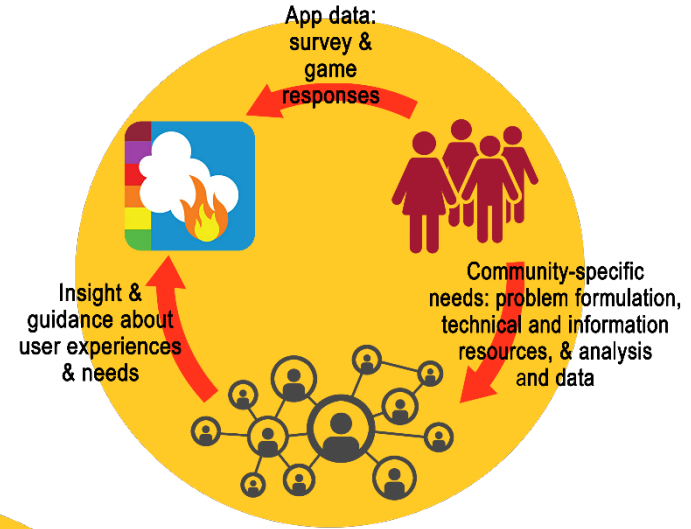 App data:
survey &
game
responses
Community-specific
needs: problem formulation,
technical and information
resources, & analysis
and data
Insight &
guidance about
user experiences
& needs